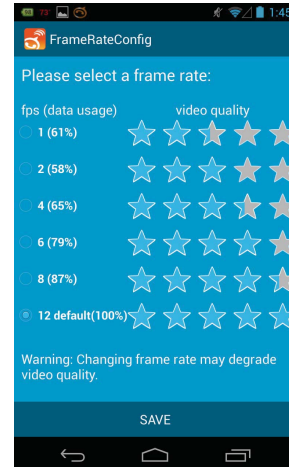 73° 1:45
FrameRateConfig
Please select a frame rate:
fps (data usage) video quality
1 (61%)
2 (58%)
4 (65%)
6 (79%)
8 (87%)
12 default(100%)
Warning: Changing frame rate may degrade
video quality.
SAVE